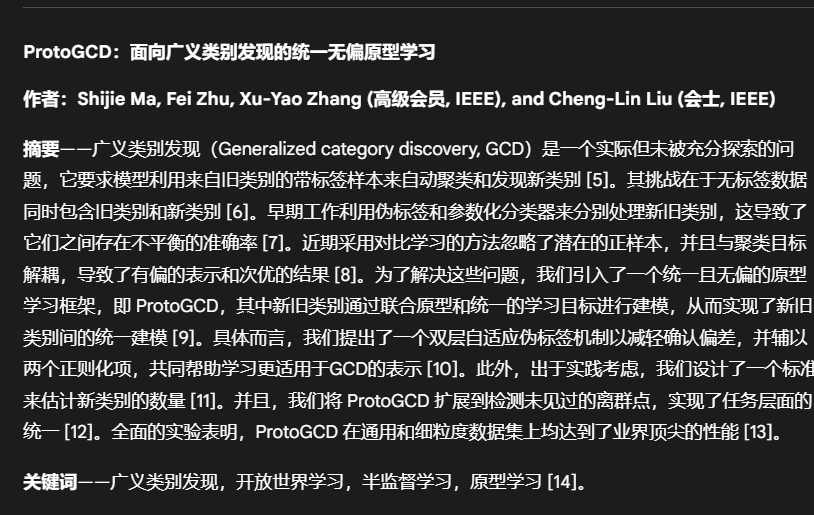 ProtoGCD：面向广义类别发现的统一无偏原型学习
作者：Shijie Ma, Fei Zhu, Xu-Yao Zhang (高级会员, IEEE), and Cheng-Lin Liu (会士, IEEE)
摘要——广义类别发现（Generalized category discovery, GCD）是一个实际但未被充分探索的问
题，它要求模型利用来自旧类别的带标签样本来自动聚类和发现新类别 [5]。其挑战在于无标签数据
同时包含旧类别和新类别 [6]。早期工作利用伪标签和参数化分类器来分别处理新旧类别，这导致了
它们之间存在不平衡的准确率 [7]。近期采用对比学习的方法忽略了潜在的正样本，并且与聚类目标
解耦，导致了有偏的表示和次优的结果 [8]。为了解决这些问题，我们引入了一个统一且无偏的原型
学习框架，即 ProtoGCD，其中新旧类别通过联合原型和统一的学习目标进行建模，从而实现了新旧
类别间的统一建模 [9]。具体而言，我们提出了一个双层自适应伪标签机制以减轻确认偏差，并辅以
两个正则化项，共同帮助学习更适用于GCD的表示 [10]。此外，出于实践考虑，我们设计了一个标准
来估计新类别的数量 [11]。并且，我们将 ProtoGCD 扩展到检测未见过的离群点，实现了任务层面的
统一 [12]。全面的实验表明，ProtoGCD 在通用和细粒度数据集上均达到了业界顶尖的性能 [13]。
关键词——广义类别发现，开放世界学习，半监督学习，原型学习 [14]。